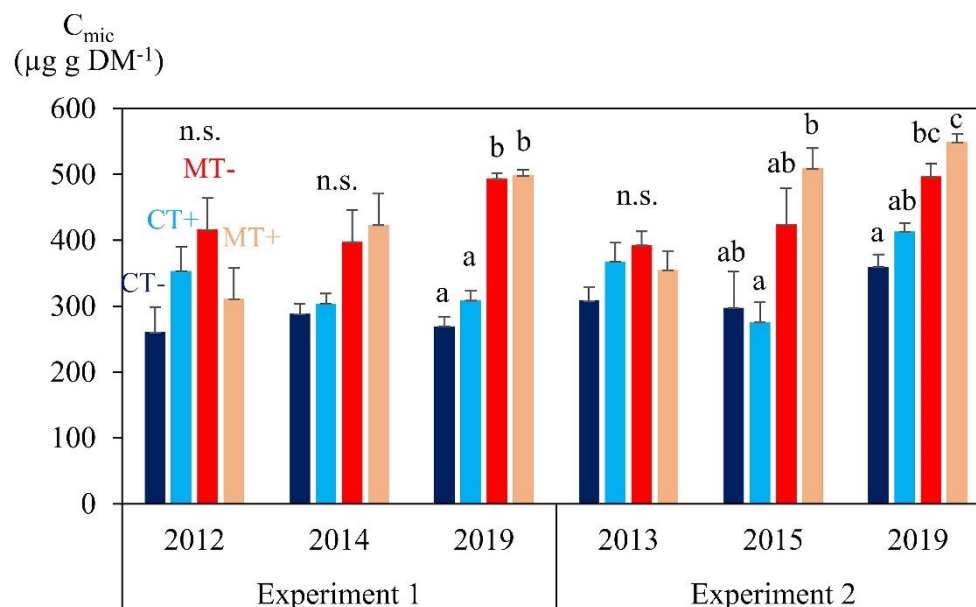 Cmic
(µg g DM-1)
600
500
400
300
200
100
0
n.s.
CT-
CT+
MT-
MT+
n.s.
a
a
b
b
n.s.
ab
a
ab
b
a
ab
bc
c
2012
2014
2019
2013
2015
2019
Experiment 1
Experiment 2